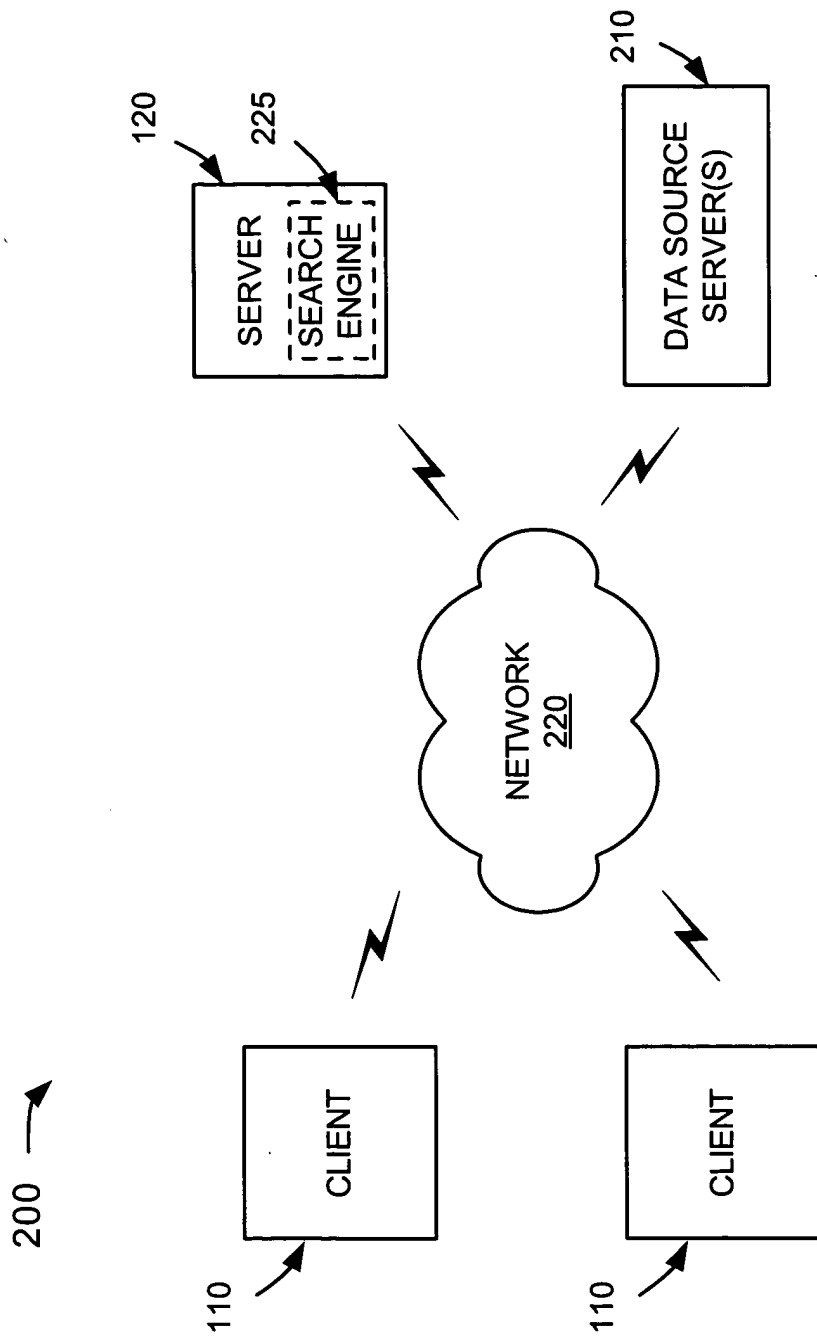 200
110
CLIENT
110
CLIENT
NETWORK
220
120
225
SERVER
SEARCH
ENGINE
210
DATA SOURCE
SERVER(S)